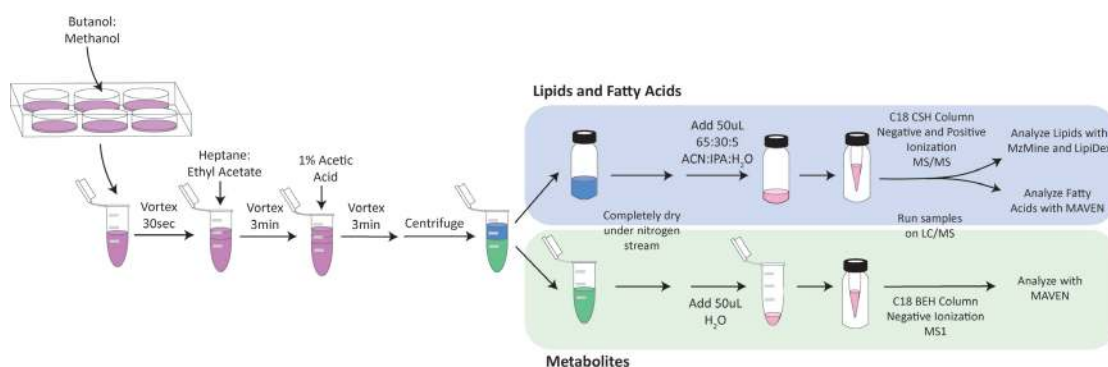 Butanol:
Methanol
Vortex
30sec
Heptane:
Ethyl Acetate
Vortex
3min
1% Acetic
Acid
Vortex
3min
Centrifuge
Lipids and Fatty Acids
Add 50uL
65:30:5
ACN:IPA:H₂O
C18 CSH Column
Negative and Positive
Ionization
MS/MS
Analyze Lipids with
MzMine and LipiDex
Analyze Fatty
Acids with MAVEN
Completely dry
under nitrogen
stream
Run samples
on LC/MS
Add 50uL
H₂O
C18 BEH Column
Negative Ionization
MS1
Analyze with
MAVEN
Metabolites